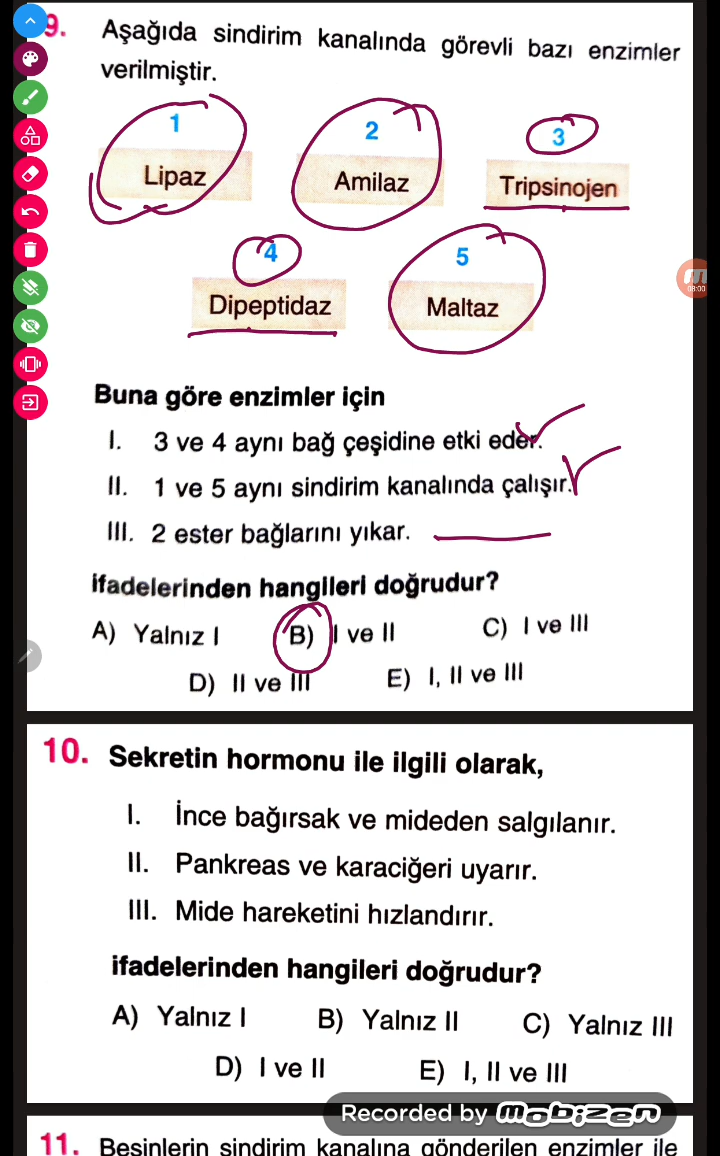 9. Aşağıda sindirim kanalında görevli bazı enzimler
verilmiştir.
1
2
3
Lipaz
Amilaz
Tripsinojen
4
5
Dipeptidaz
Maltaz
Buna göre enzimler için
I. 3 ve 4 aynı bağ çeşidine etki eder.
II. 1 ve 5 aynı sindirim kanalında çalışır.
III. 2 ester bağlarını yıkar.
ifadelerinden hangileri doğrudur?
A) Yalnız I B) I ve II C) I ve III
D) II ve III E) I, II ve III
10. Sekretin hormonu ile ilgili olarak,
I. İnce bağırsak ve mideden salgılanır.
II. Pankreas ve karaciğeri uyarır.
III. Mide hareketini hızlandırır.
ifadelerinden hangileri doğrudur?
A) Yalnız I B) Yalnız II C) Yalnız III
D) I ve II E) I, II ve III
Recorded by mobizen
11. Besinlerin sindirim kanalına gönderilen enzimler ile